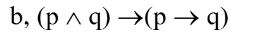 b, (p ∧ q) →(p → q)